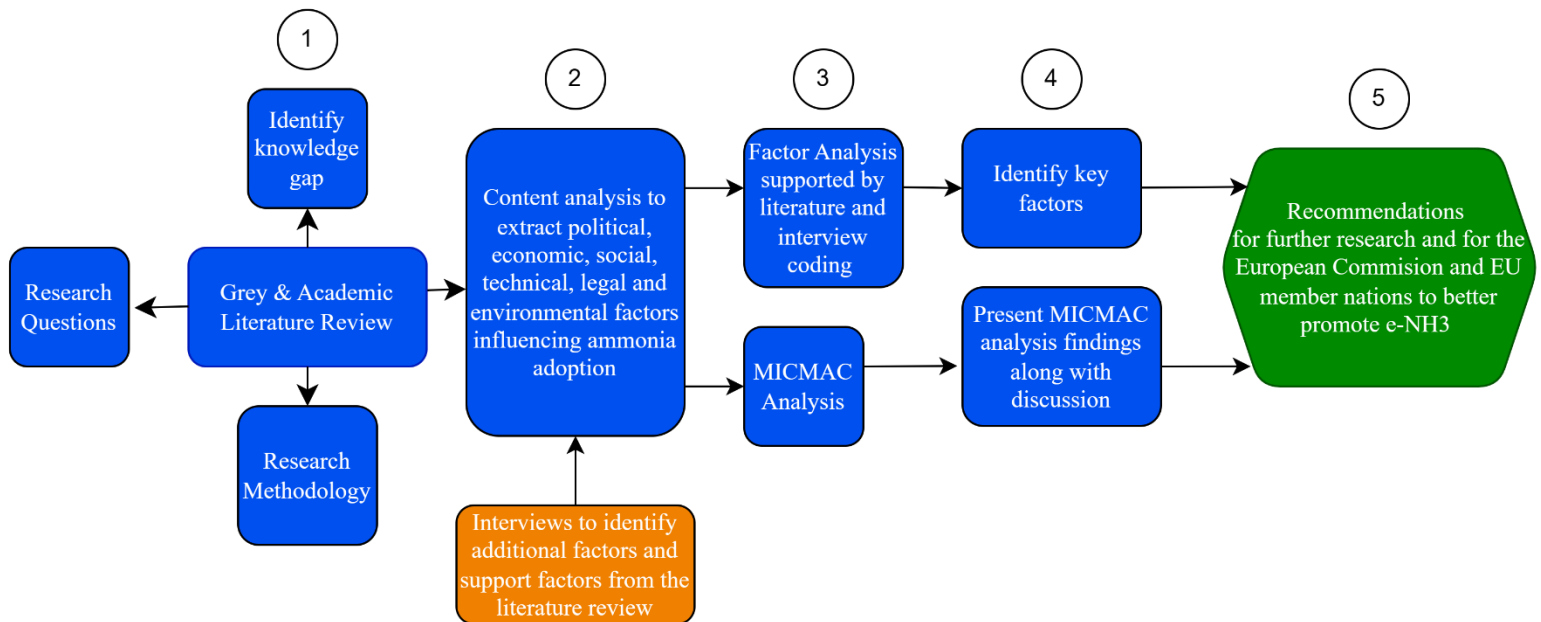 1
Identify
knowledge
gap
Research
Questions
Grey & Academic
Literature Review
Research
Methodology
2
Content analysis to
extract political,
economic, social,
technical, legal and
environmental factors
influencing ammonia
adoption
Interviews to identify
additional factors and
support factors from the
literature review
3
Factor Analysis
supported by
literature and
interview
coding
MICMAC
Analysis
4
Identify key
factors
Present MICMAC
analysis findings
along with
discussion
5
Recommendations
for further research and for the
European Commision and EU
member nations to better
promote e-NH3